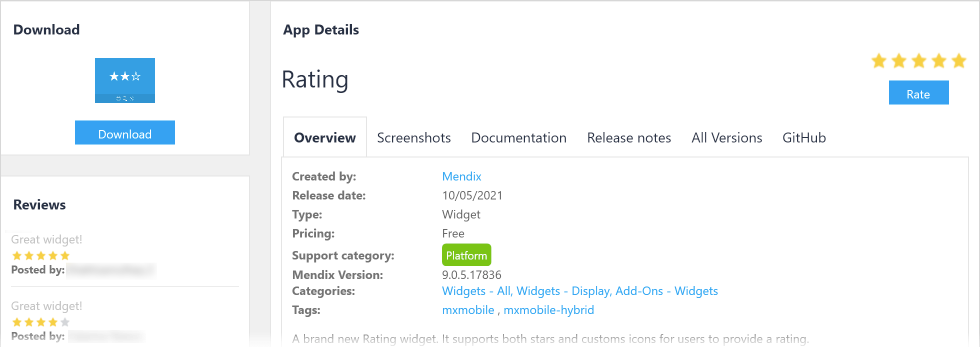 Download
Download
Reviews
Great widget!
Posted by:
Great widget!
Posted by:
App Details
Rating
Rate
Overview Screenshots Documentation Release notes All Versions GitHub
Created by: Mendix
Release date: 10/05/2021
Type: Widget
Pricing: Free
Support category: Platform
Mendix Version: 9.0.5.17836
Categories: Widgets - All, Widgets - Display, Add-Ons - Widgets
Tags: mxmobile , mxmobile-hybrid
A brand new Rating widget. It supports both stars and customs icons for users to provide a rating.